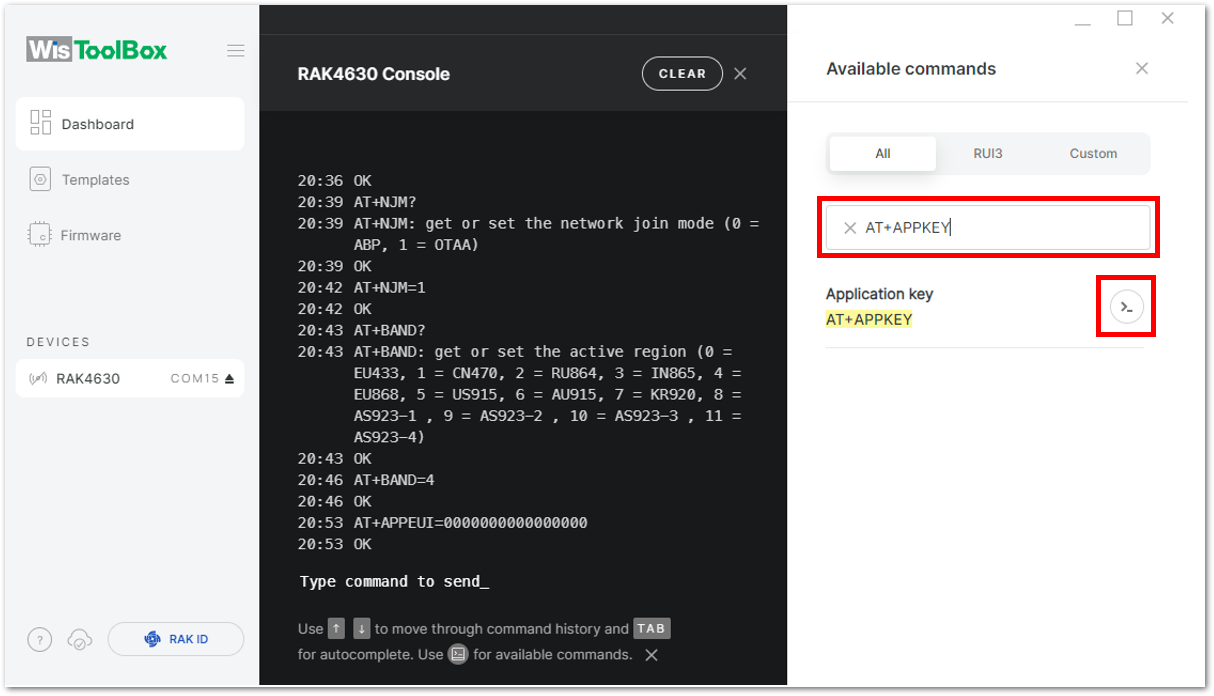 WisToolBox
Dashboard
Templates
Firmware
DEVICES
RAK4630 COM15
?
RAK ID
RAK4630 Console
CLEAR
20:36 OK
20:39 AT+NJM?
20:39 AT+NJM: get or set the network join mode (0 =
ABP, 1 = OTAA)
20:39 OK
20:42 AT+NJM=1
20:42 OK
20:43 AT+BAND?
20:43 AT+BAND: get or set the active region (0 =
EU433, 1 = CN470, 2 = RU864, 3 = IN865, 4 =
EU868, 5 = US915, 6 = AU915, 7 = KR920, 8 =
AS923-1 , 9 = AS923-2 , 10 = AS923-3 , 11 =
AS923-4)
20:43 OK
20:46 AT+BAND=4
20:46 OK
20:53 AT+APPEUI=0000000000000000
20:53 OK
Type command to send_
Use ↑ ↓ to move through command history and TAB
for autocomplete. Use for available commands.
Available commands
All RUI3 Custom
AT+APPKEY
Application key
AT+APPKEY